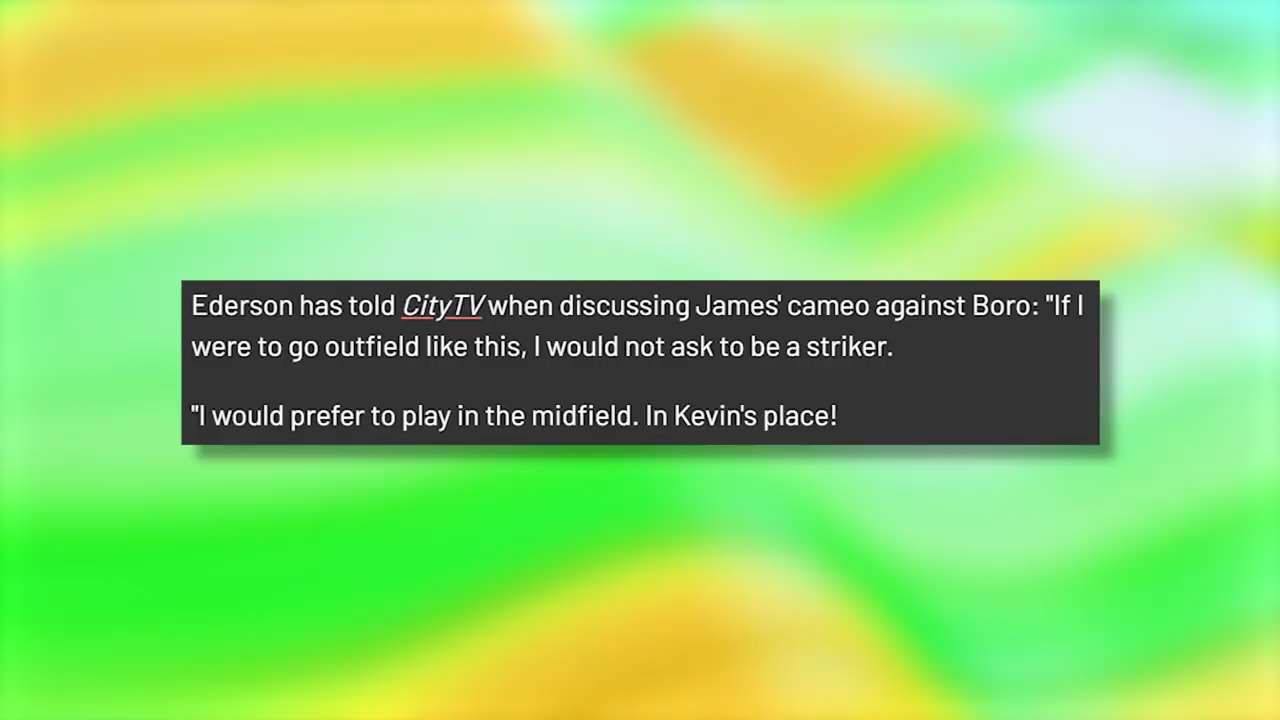 Ederson has told CityTV when discussing James' cameo against Boro: "If I
were to go outfield like this, I would not ask to be a striker.
"I would prefer to play in the midfield. In Kevin's place!